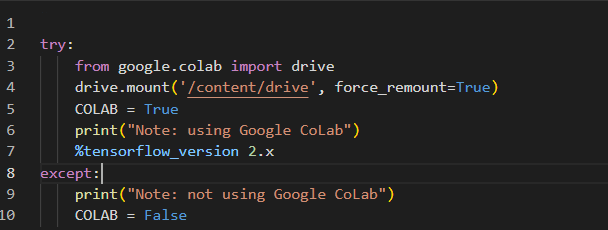 1
2 try:
3     from google.colab import drive
4     drive.mount('/content/drive', force_remount=True)
5     COLAB = True
6     print("Note: using Google CoLab")
7     %tensorflow_version 2.x
8 except:
9     print("Note: not using Google CoLab")
10     COLAB = False